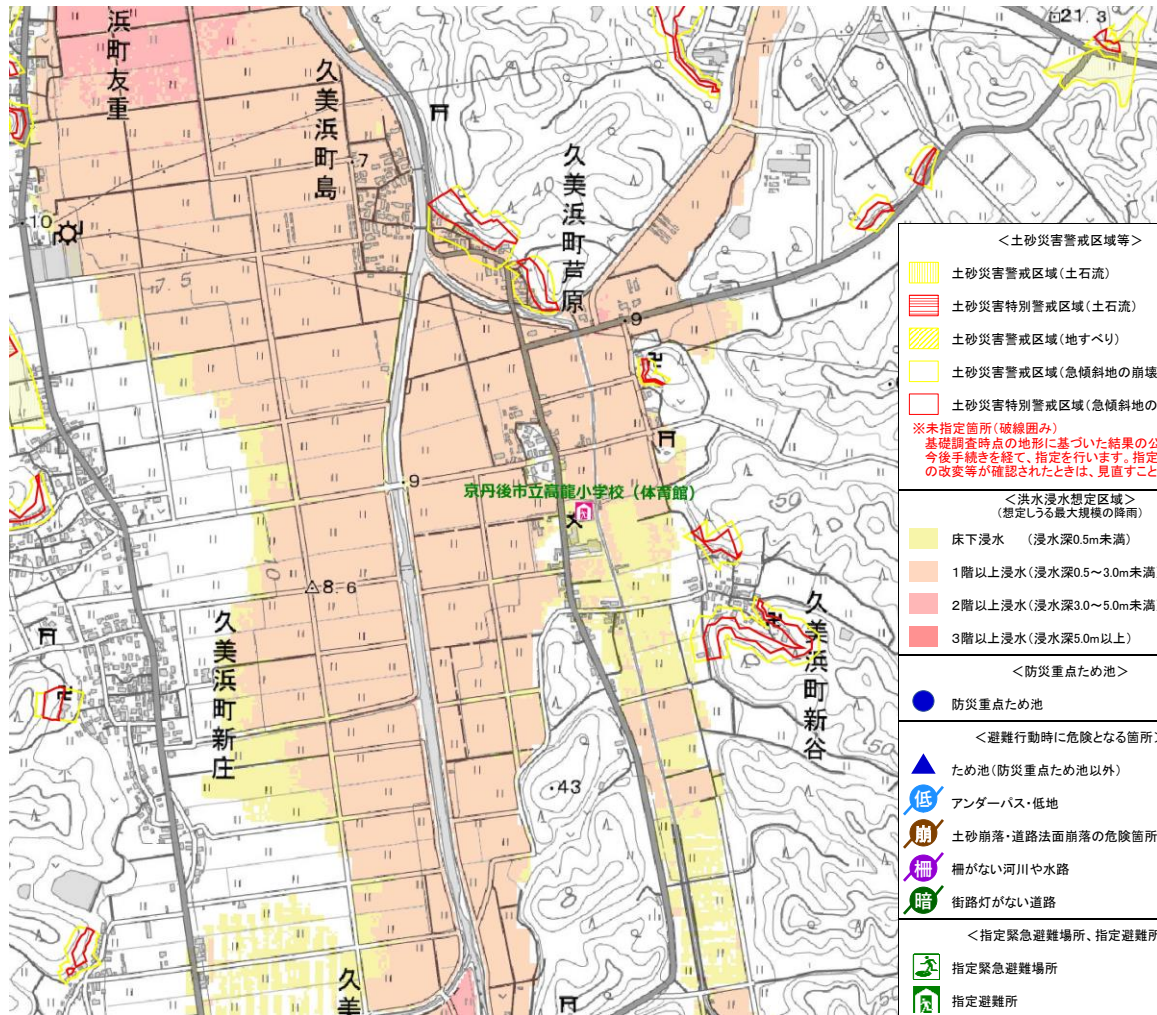 浜町友重
久美浜町島
久美浜町芦原
久美浜町新庄
久美浜町新谷
久美
京丹後市立高龍小学校（体育館）
21.3
7
40
10
7.5
9
9
50
10
8.6
43
50
＜土砂災害警戒区域等＞
土砂災害警戒区域（土石流）
土砂災害特別警戒区域（土石流）
土砂災害警戒区域（地すべり）
土砂災害警戒区域（急傾斜地の崩壊
土砂災害特別警戒区域（急傾斜地の
※未指定箇所（破線囲み）
基礎調査時点の地形に基づいた結果の公
今後手続きを経て、指定を行います。指定
の改変等が確認されたときは、見直すこと
＜洪水浸水想定区域＞
（想定しうる最大規模の降雨）
床下浸水　（浸水深0.5m未満）
1階以上浸水（浸水深0.5～3.0m未満
2階以上浸水（浸水深3.0～5.0m未満
3階以上浸水（浸水深5.0m以上）
＜防災重点ため池＞
防災重点ため池
＜避難行動時に危険となる箇所＞
ため池（防災重点ため池以外）
低 アンダーパス・低地
崩 土砂崩落・道路法面崩落の危険箇所
柵 柵がない河川や水路
暗 街路灯がない道路
＜指定緊急避難場所、指定避難所
指定緊急避難場所
指定避難所